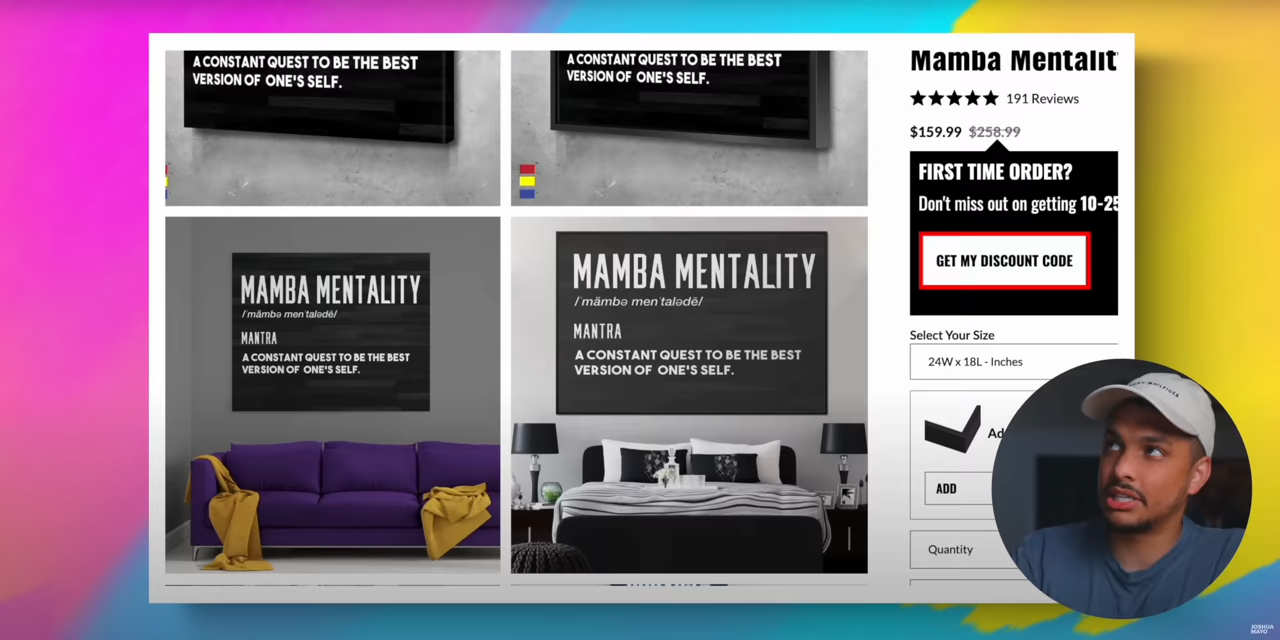 A CONSTANT QUEST TO BE THE BEST
VERSION OF ONE'S SELF.
A CONSTANT QUEST TO BE THE BEST
VERSION OF ONE'S SELF.
MAMBA MENTALITY
/ˈmämbə menˈtalədē/
MANTRA
A CONSTANT QUEST TO BE THE BEST
VERSION OF ONE'S SELF.
MAMBA MENTALITY
/ˈmämbə menˈtalədē/
MANTRA
A CONSTANT QUEST TO BE THE BEST
VERSION OF ONE'S SELF.
Mamba Mentalit
191 Reviews
$159.99 $258.99
FIRST TIME ORDER?
Don't miss out on getting 10-25
GET MY DISCOUNT CODE
Select Your Size
24W x 18L - Inches
Ad
ADD
Quantity
JOSHUA
MAYO